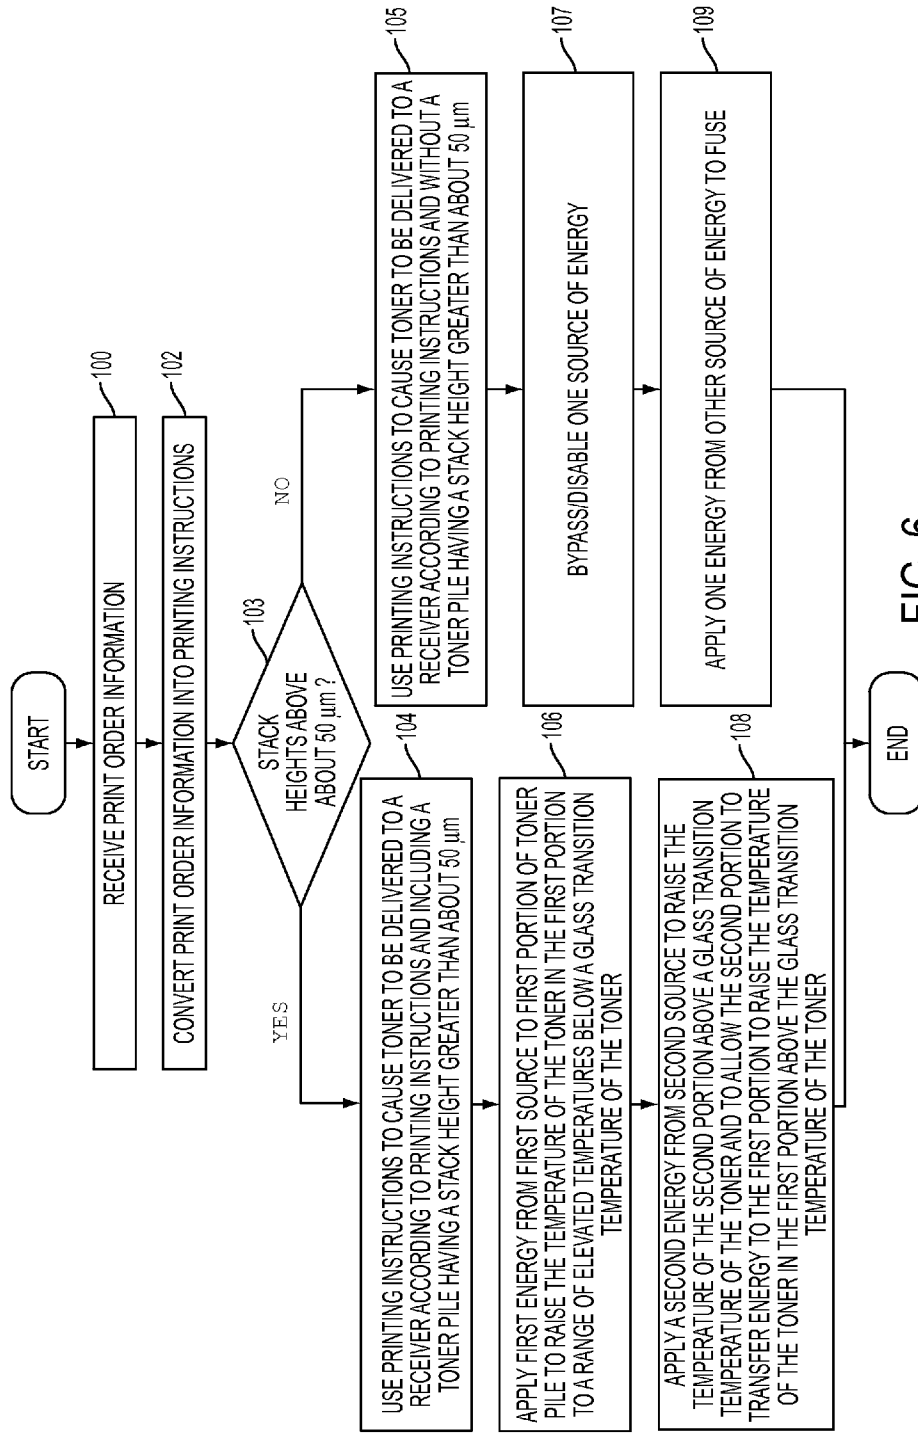 START
RECEIVE PRINT ORDER INFORMATION
100
CONVERT PRINT ORDER INFORMATION INTO PRINTING INSTRUCTIONS
102
STACK
HEIGHTS ABOVE
ABOUT 50 µm ?
103
YES
NO
USE PRINTING INSTRUCTIONS TO CAUSE TONER TO BE DELIVERED TO A
RECEIVER ACCORDING TO PRINTING INSTRUCTIONS AND INCLUDING A
TONER PILE HAVING A STACK HEIGHT GREATER THAN ABOUT 50 µm
104
APPLY FIRST ENERGY FROM FIRST SOURCE TO FIRST PORTION OF TONER
PILE TO RAISE THE TEMPERATURE OF THE TONER IN THE FIRST PORTION
TO A RANGE OF ELEVATED TEMPERATURES BELOW A GLASS TRANSITION
TEMPERATURE OF THE TONER
106
APPLY A SECOND ENERGY FROM SECOND SOURCE TO RAISE THE
TEMPERATURE OF THE SECOND PORTION ABOVE A GLASS TRANSITION
TEMPERATURE OF THE TONER AND TO ALLOW THE SECOND PORTION TO
TRANSFER ENERGY TO THE FIRST PORTION TO RAISE THE TEMPERATURE
OF THE TONER IN THE FIRST PORTION ABOVE THE GLASS TRANSITION
TEMPERATURE OF THE TONER
108
USE PRINTING INSTRUCTIONS TO CAUSE TONER TO BE DELIVERED TO A
RECEIVER ACCORDING TO PRINTING INSTRUCTIONS AND WITHOUT A
TONER PILE HAVING A STACK HEIGHT GREATER THAN ABOUT 50 µm
105
BYPASS/DISABLE ONE SOURCE OF ENERGY
107
APPLY ONE ENERGY FROM OTHER SOURCE OF ENERGY TO FUSE
109
END
FIG. 6